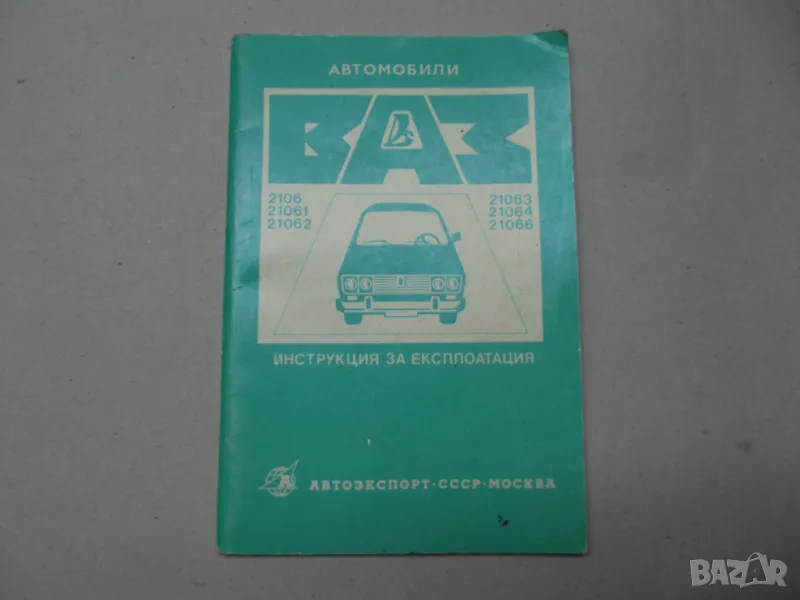 АВТОМОБИЛИ
ВАЗ
2106
21061
21062
21063
21064
21066
ИНСТРУКЦИЯ ЗА ЕКСПЛОАТАЦИЯ
АВТОЭКСПОРТ·СССР·МОСКВА
BAZAR